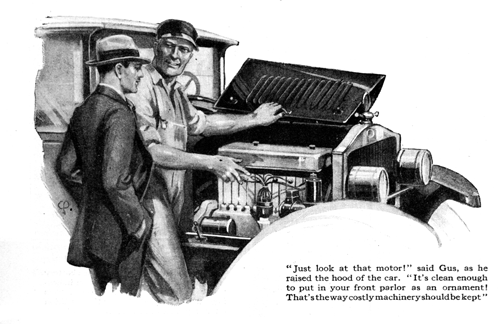 "Just look at that motor!" said Gus, as he
raised the hood of the car. "It's clean enough
to put in your front parlor as an ornament!
That's the way costly machinery should be kept"